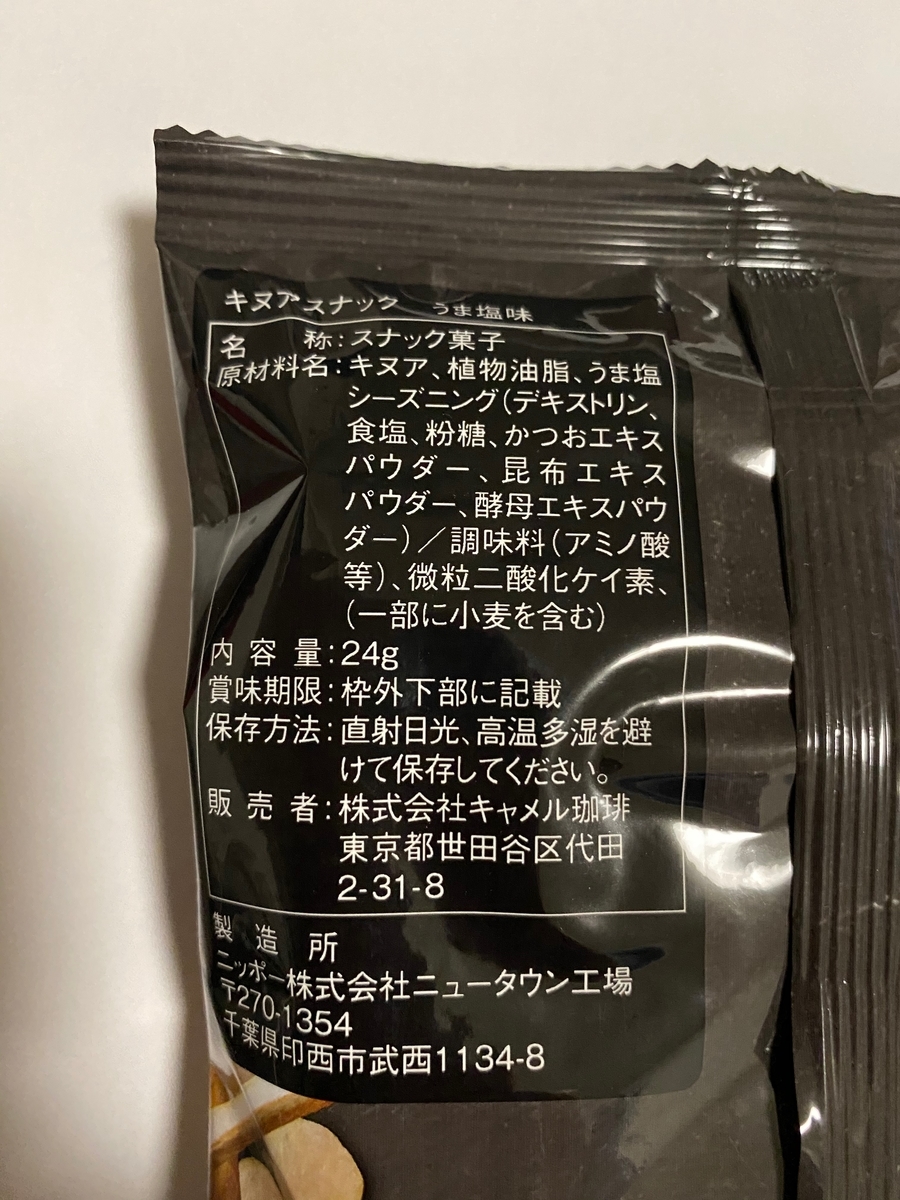 キヌアスナック うま塩味
名 称:スナック菓子
原材料名:キヌア、植物油脂、うま塩
シーズニング(デキストリン、
食塩、粉糖、かつおエキス
パウダー、昆布エキス
パウダー、酵母エキスパウ
ダー)/調味料(アミノ酸
等)、微粒二酸化ケイ素、
(一部に小麦を含む)
内容量:24g
賞味期限:枠外下部に記載
保存方法:直射日光、高温多湿を避
けて保存してください。
販売者:株式会社キャメル珈琲
東京都世田谷区代田
2-31-8
製造所
ニッポー株式会社ニュータウン工場
〒270-1354
千葉県印西市武西1134-8